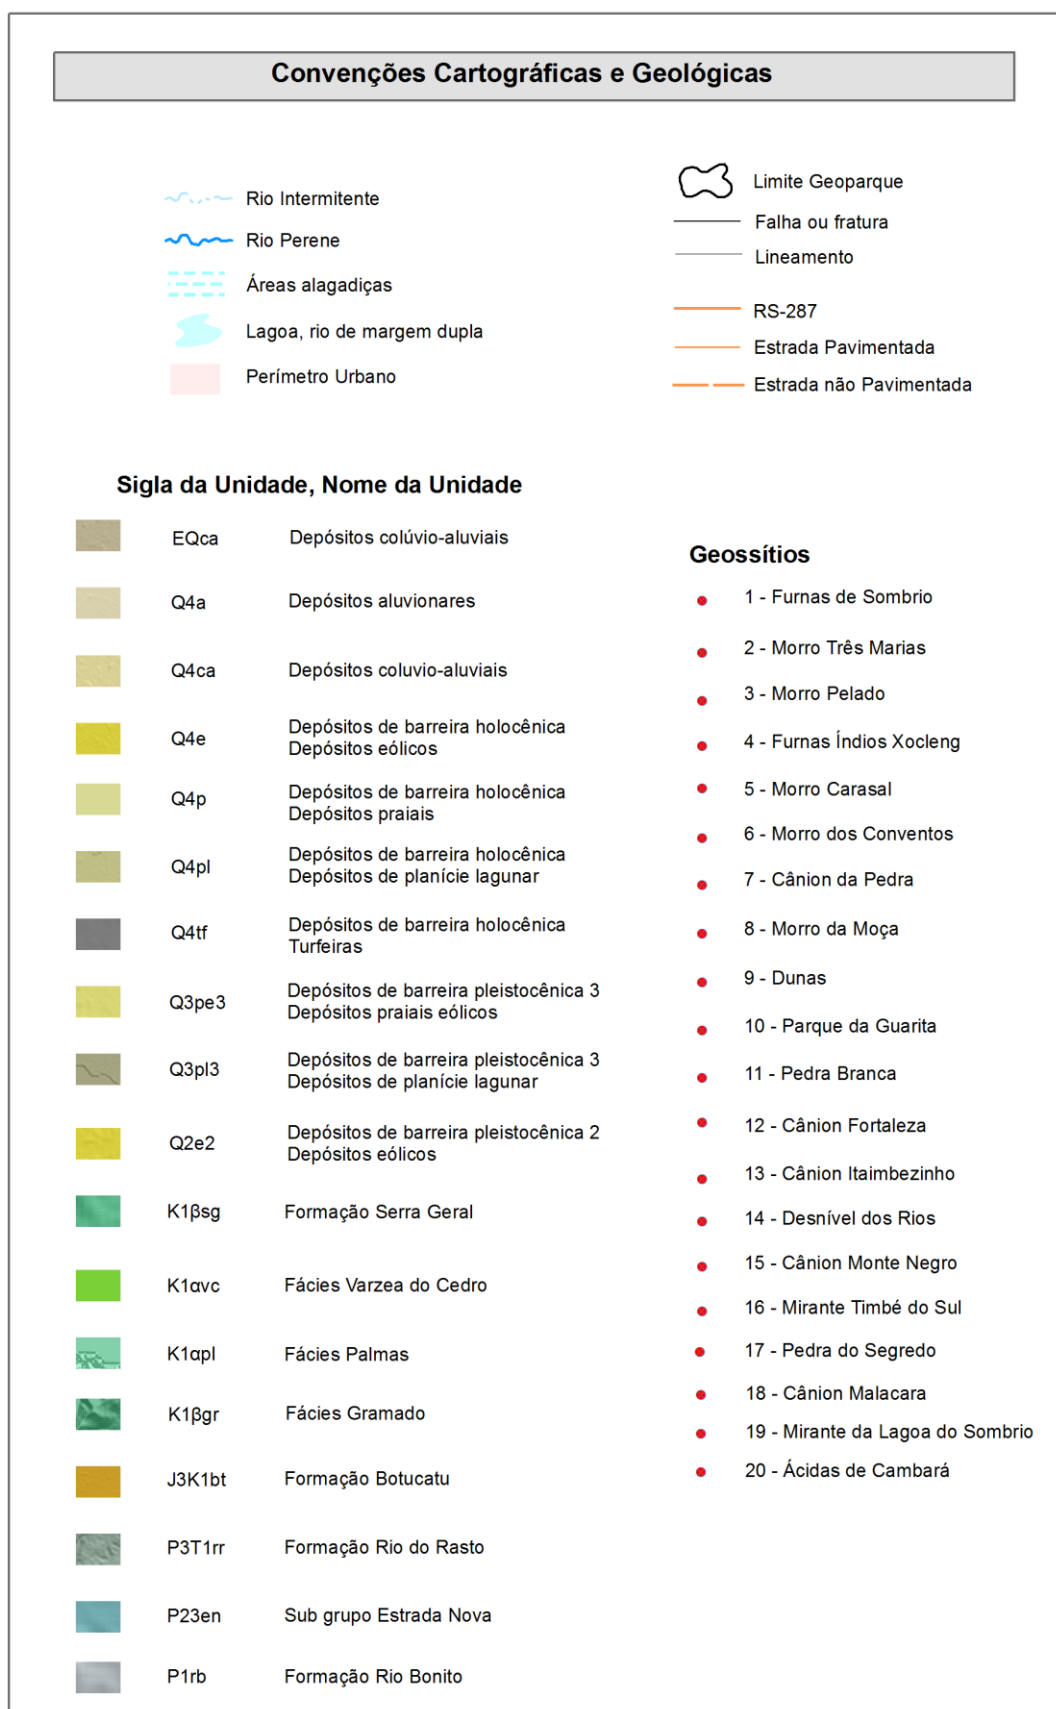 Convenções Cartográficas e Geológicas
Rio Intermitente
Rio Perene
Áreas alagadiças
Lagoa, rio de margem dupla
Perímetro Urbano
Limite Geoparque
Falha ou fratura
Lineamento
RS-287
Estrada Pavimentada
Estrada não Pavimentada
Sigla da Unidade, Nome da Unidade
EQca Depósitos colúvio-aluviais
Q4a Depósitos aluvionares
Q4ca Depósitos coluvio-aluviais
Q4e Depósitos de barreira holocênica
Depósitos eólicos
Q4p Depósitos de barreira holocênica
Depósitos praiais
Q4pl Depósitos de barreira holocênica
Depósitos de planície lagunar
Q4tf Depósitos de barreira holocênica
Turfeiras
Q3pe3 Depósitos de barreira pleistocênica 3
Depósitos praiais eólicos
Q3pl3 Depósitos de barreira pleistocênica 3
Depósitos de planície lagunar
Q2e2 Depósitos de barreira pleistocênica 2
Depósitos eólicos
K1βsg Formação Serra Geral
K1αvc Fácies Varzea do Cedro
K1αpl Fácies Palmas
K1βgr Fácies Gramado
J3K1bt Formação Botucatu
P3T1rr Formação Rio do Rasto
P23en Sub grupo Estrada Nova
P1rb Formação Rio Bonito
Geossítios
1 - Furnas de Sombrio
2 - Morro Três Marias
3 - Morro Pelado
4 - Furnas Índios Xocleng
5 - Morro Carasal
6 - Morro dos Conventos
7 - Cânion da Pedra
8 - Morro da Moça
9 - Dunas
10 - Parque da Guarita
11 - Pedra Branca
12 - Cânion Fortaleza
13 - Cânion Itaimbezinho
14 - Desnível dos Rios
15 - Cânion Monte Negro
16 - Mirante Timbé do Sul
17 - Pedra do Segredo
18 - Cânion Malacara
19 - Mirante da Lagoa do Sombrio
20 - Ácidas de Cambará